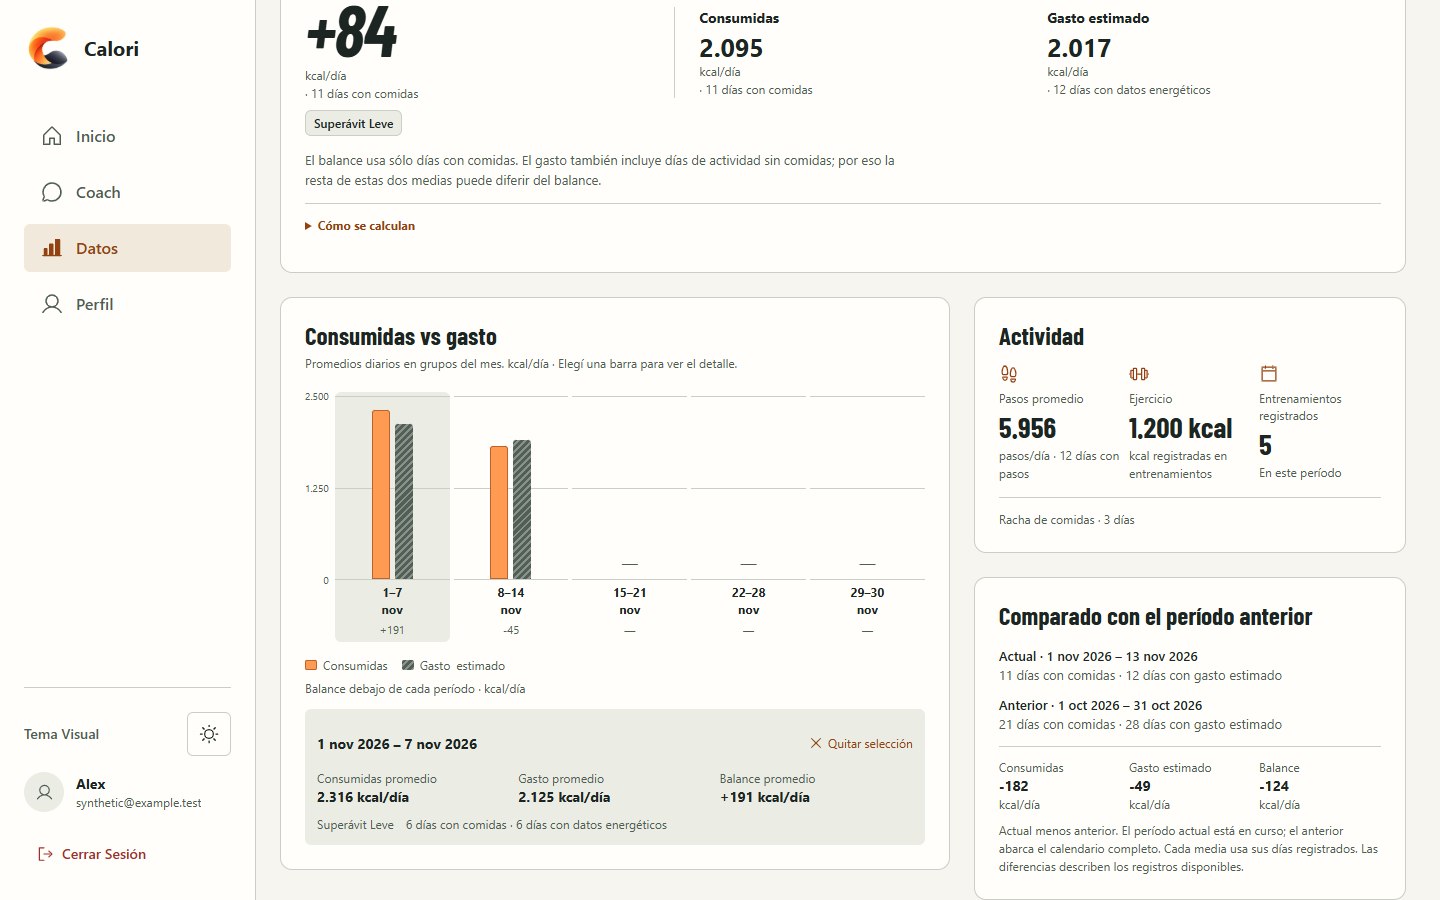 Calori
Inicio
Coach
Datos
Perfil
Tema Visual
Alex
synthetic@example.test
Cerrar Sesión
+84
kcal/día
· 11 días con comidas
Superávit Leve
Consumidas
2.095
kcal/día
· 11 días con comidas
Gasto estimado
2.017
kcal/día
· 12 días con datos energéticos
El balance usa sólo días con comidas. El gasto también incluye días de actividad sin comidas; por eso la
resta de estas dos medias puede diferir del balance.
Cómo se calculan
Consumidas vs gasto
Promedios diarios en grupos del mes. kcal/día · Elegí una barra para ver el detalle.
2.500
1.250
0
1–7
nov
+191
8–14
nov
-45
15–21
nov
—
22–28
nov
—
29–30
nov
—
Consumidas
Gasto estimado
Balance debajo de cada período · kcal/día
1 nov 2026 – 7 nov 2026
Quitar selección
Consumidas promedio
2.316 kcal/día
Gasto promedio
2.125 kcal/día
Balance promedio
+191 kcal/día
Superávit Leve 6 días con comidas · 6 días con datos energéticos
Actividad
Pasos promedio
5.956
pasos/día · 12 días con
pasos
Ejercicio
1.200 kcal
kcal registradas en
entrenamientos
Entrenamientos
registrados
5
En este período
Racha de comidas · 3 días
Comparado con el período anterior
Actual · 1 nov 2026 – 13 nov 2026
11 días con comidas · 12 días con gasto estimado
Anterior · 1 oct 2026 – 31 oct 2026
21 días con comidas · 28 días con gasto estimado
Consumidas
-182
kcal/día
Gasto estimado
-49
kcal/día
Balance
-124
kcal/día
Actual menos anterior. El período actual está en curso; el anterior
abarca el calendario completo. Cada media usa sus días registrados. Las
diferencias describen los registros disponibles.